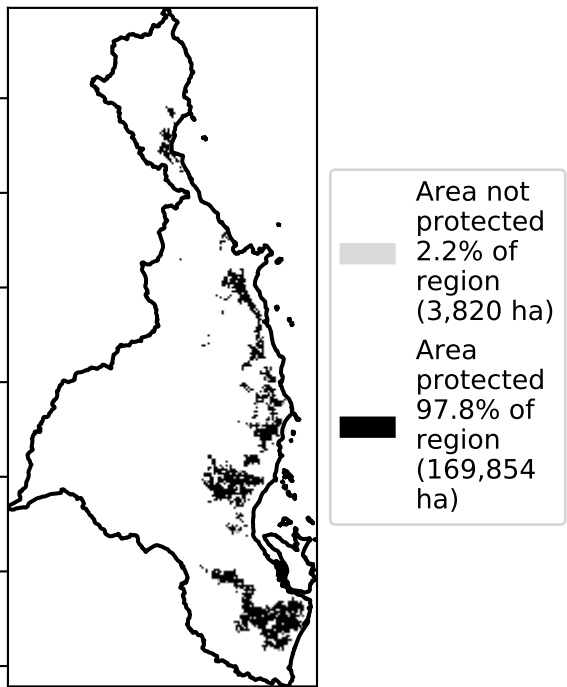 Area not
protected
2.2% of
region
(3,820 ha)
Area
protected
97.8% of
region
(169,854
ha)